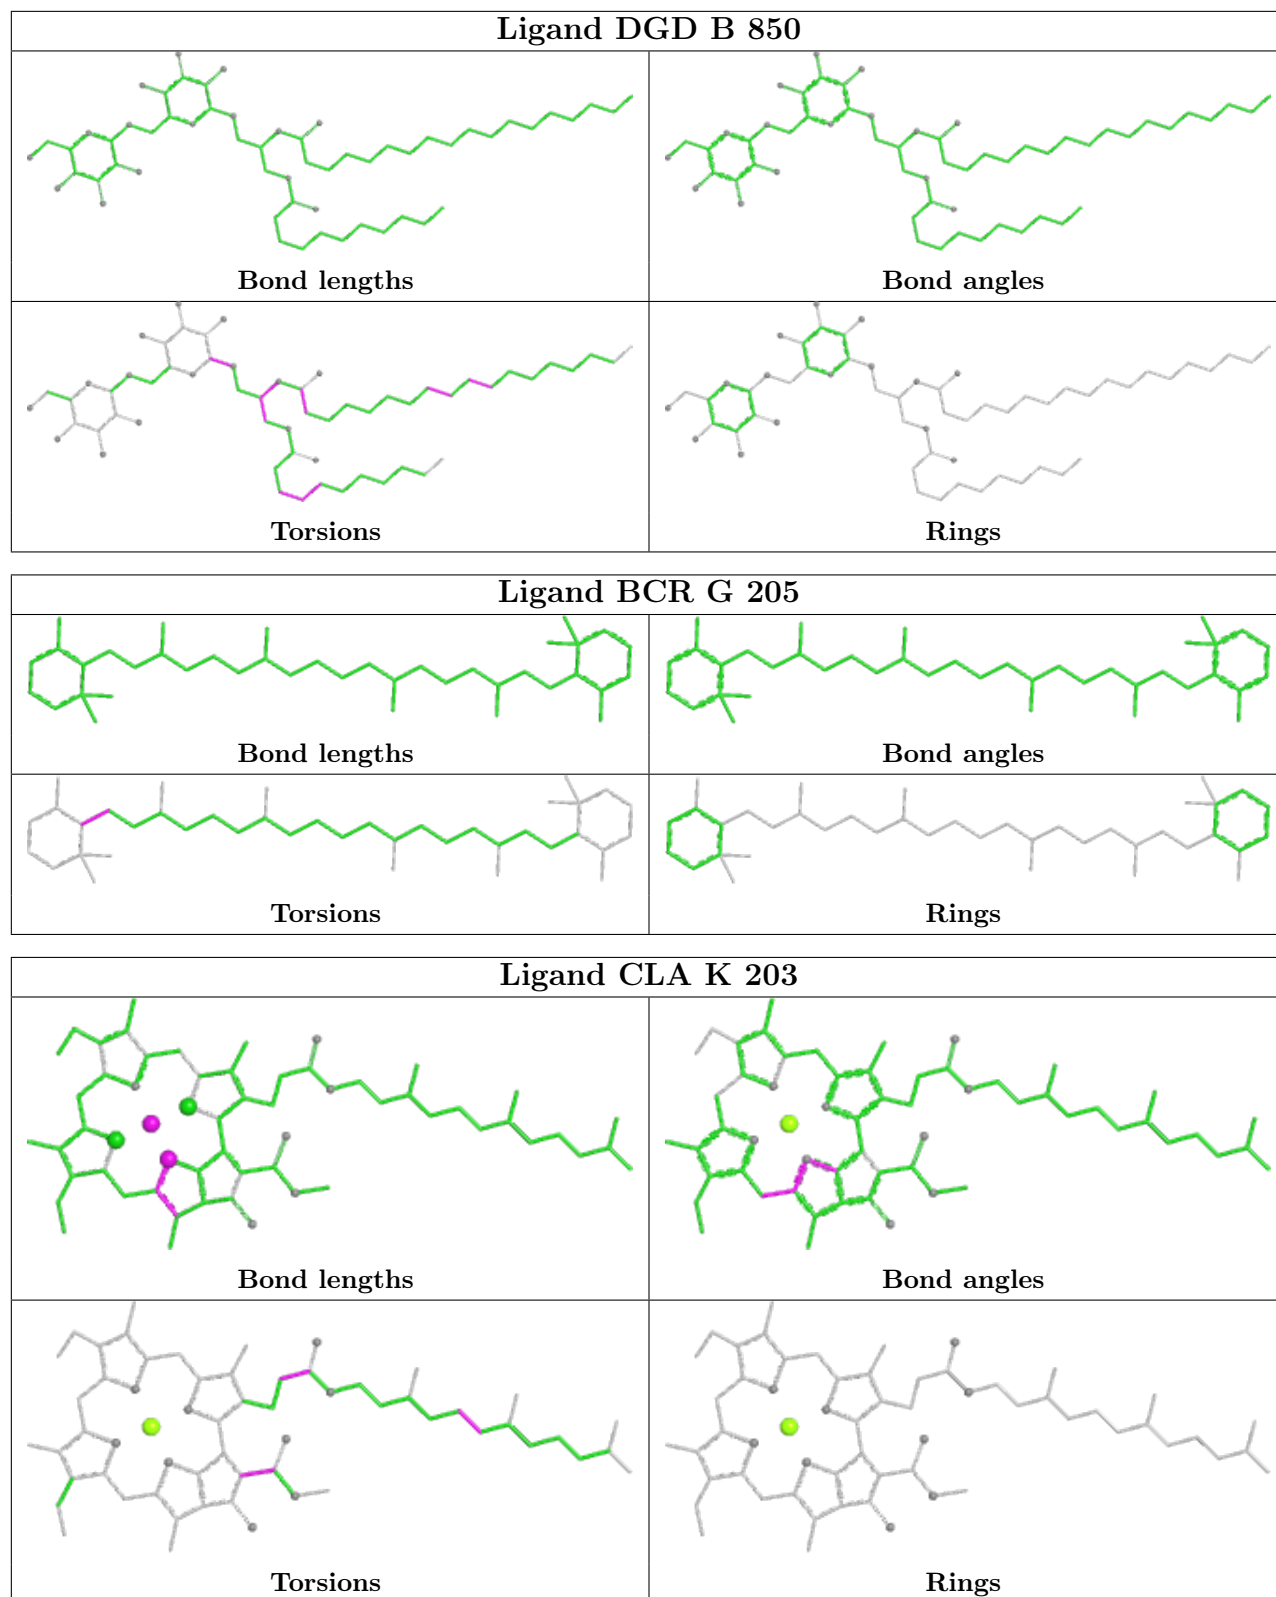 Ligand DGD B 850
Bond lengths
Bond angles
Torsions
Rings
Ligand BCR G 205
Bond lengths
Bond angles
Torsions
Rings
Ligand CLA K 203
Bond lengths
Bond angles
Torsions
Rings